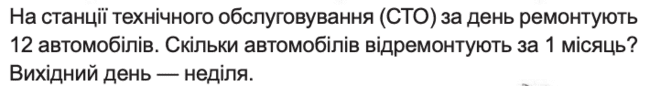 На станції технічного обслуговування (СТО) за день ремонтують
12 автомобілів. Скільки автомобілів відремонтують за 1 місяць?
Вихідний день — неділя.